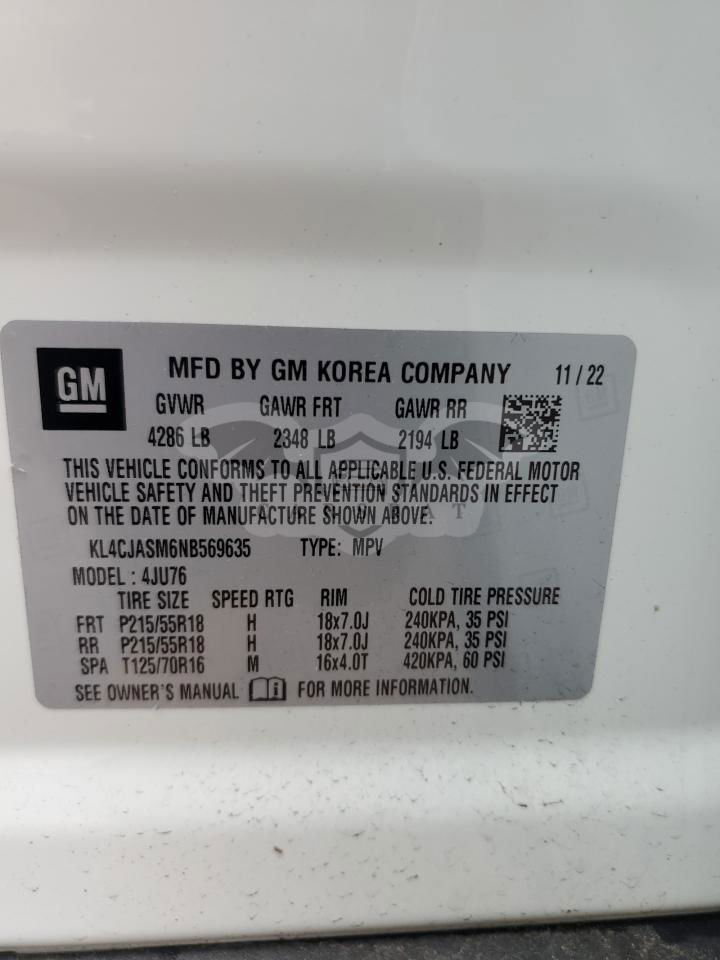 GM
MFD BY GM KOREA COMPANY 11 / 22
GVWR GAWR FRT GAWR RR
4286 LB 2348 LB 2194 LB
THIS VEHICLE CONFORMS TO ALL APPLICABLE U.S. FEDERAL MOTOR
VEHICLE SAFETY AND THEFT PREVENTION STANDARDS IN EFFECT
ON THE DATE OF MANUFACTURE SHOWN ABOVE.
KL4CJASM6NB569635 TYPE: MPV
MODEL : 4JU76
TIRE SIZE SPEED RTG RIM COLD TIRE PRESSURE
FRT P215/55R18 H 18x7.0J 240KPA, 35 PSI
RR P215/55R18 H 18x7.0J 240KPA, 35 PSI
SPA T125/70R16 M 16x4.0T 420KPA, 60 PSI
SEE OWNER'S MANUAL i FOR MORE INFORMATION.